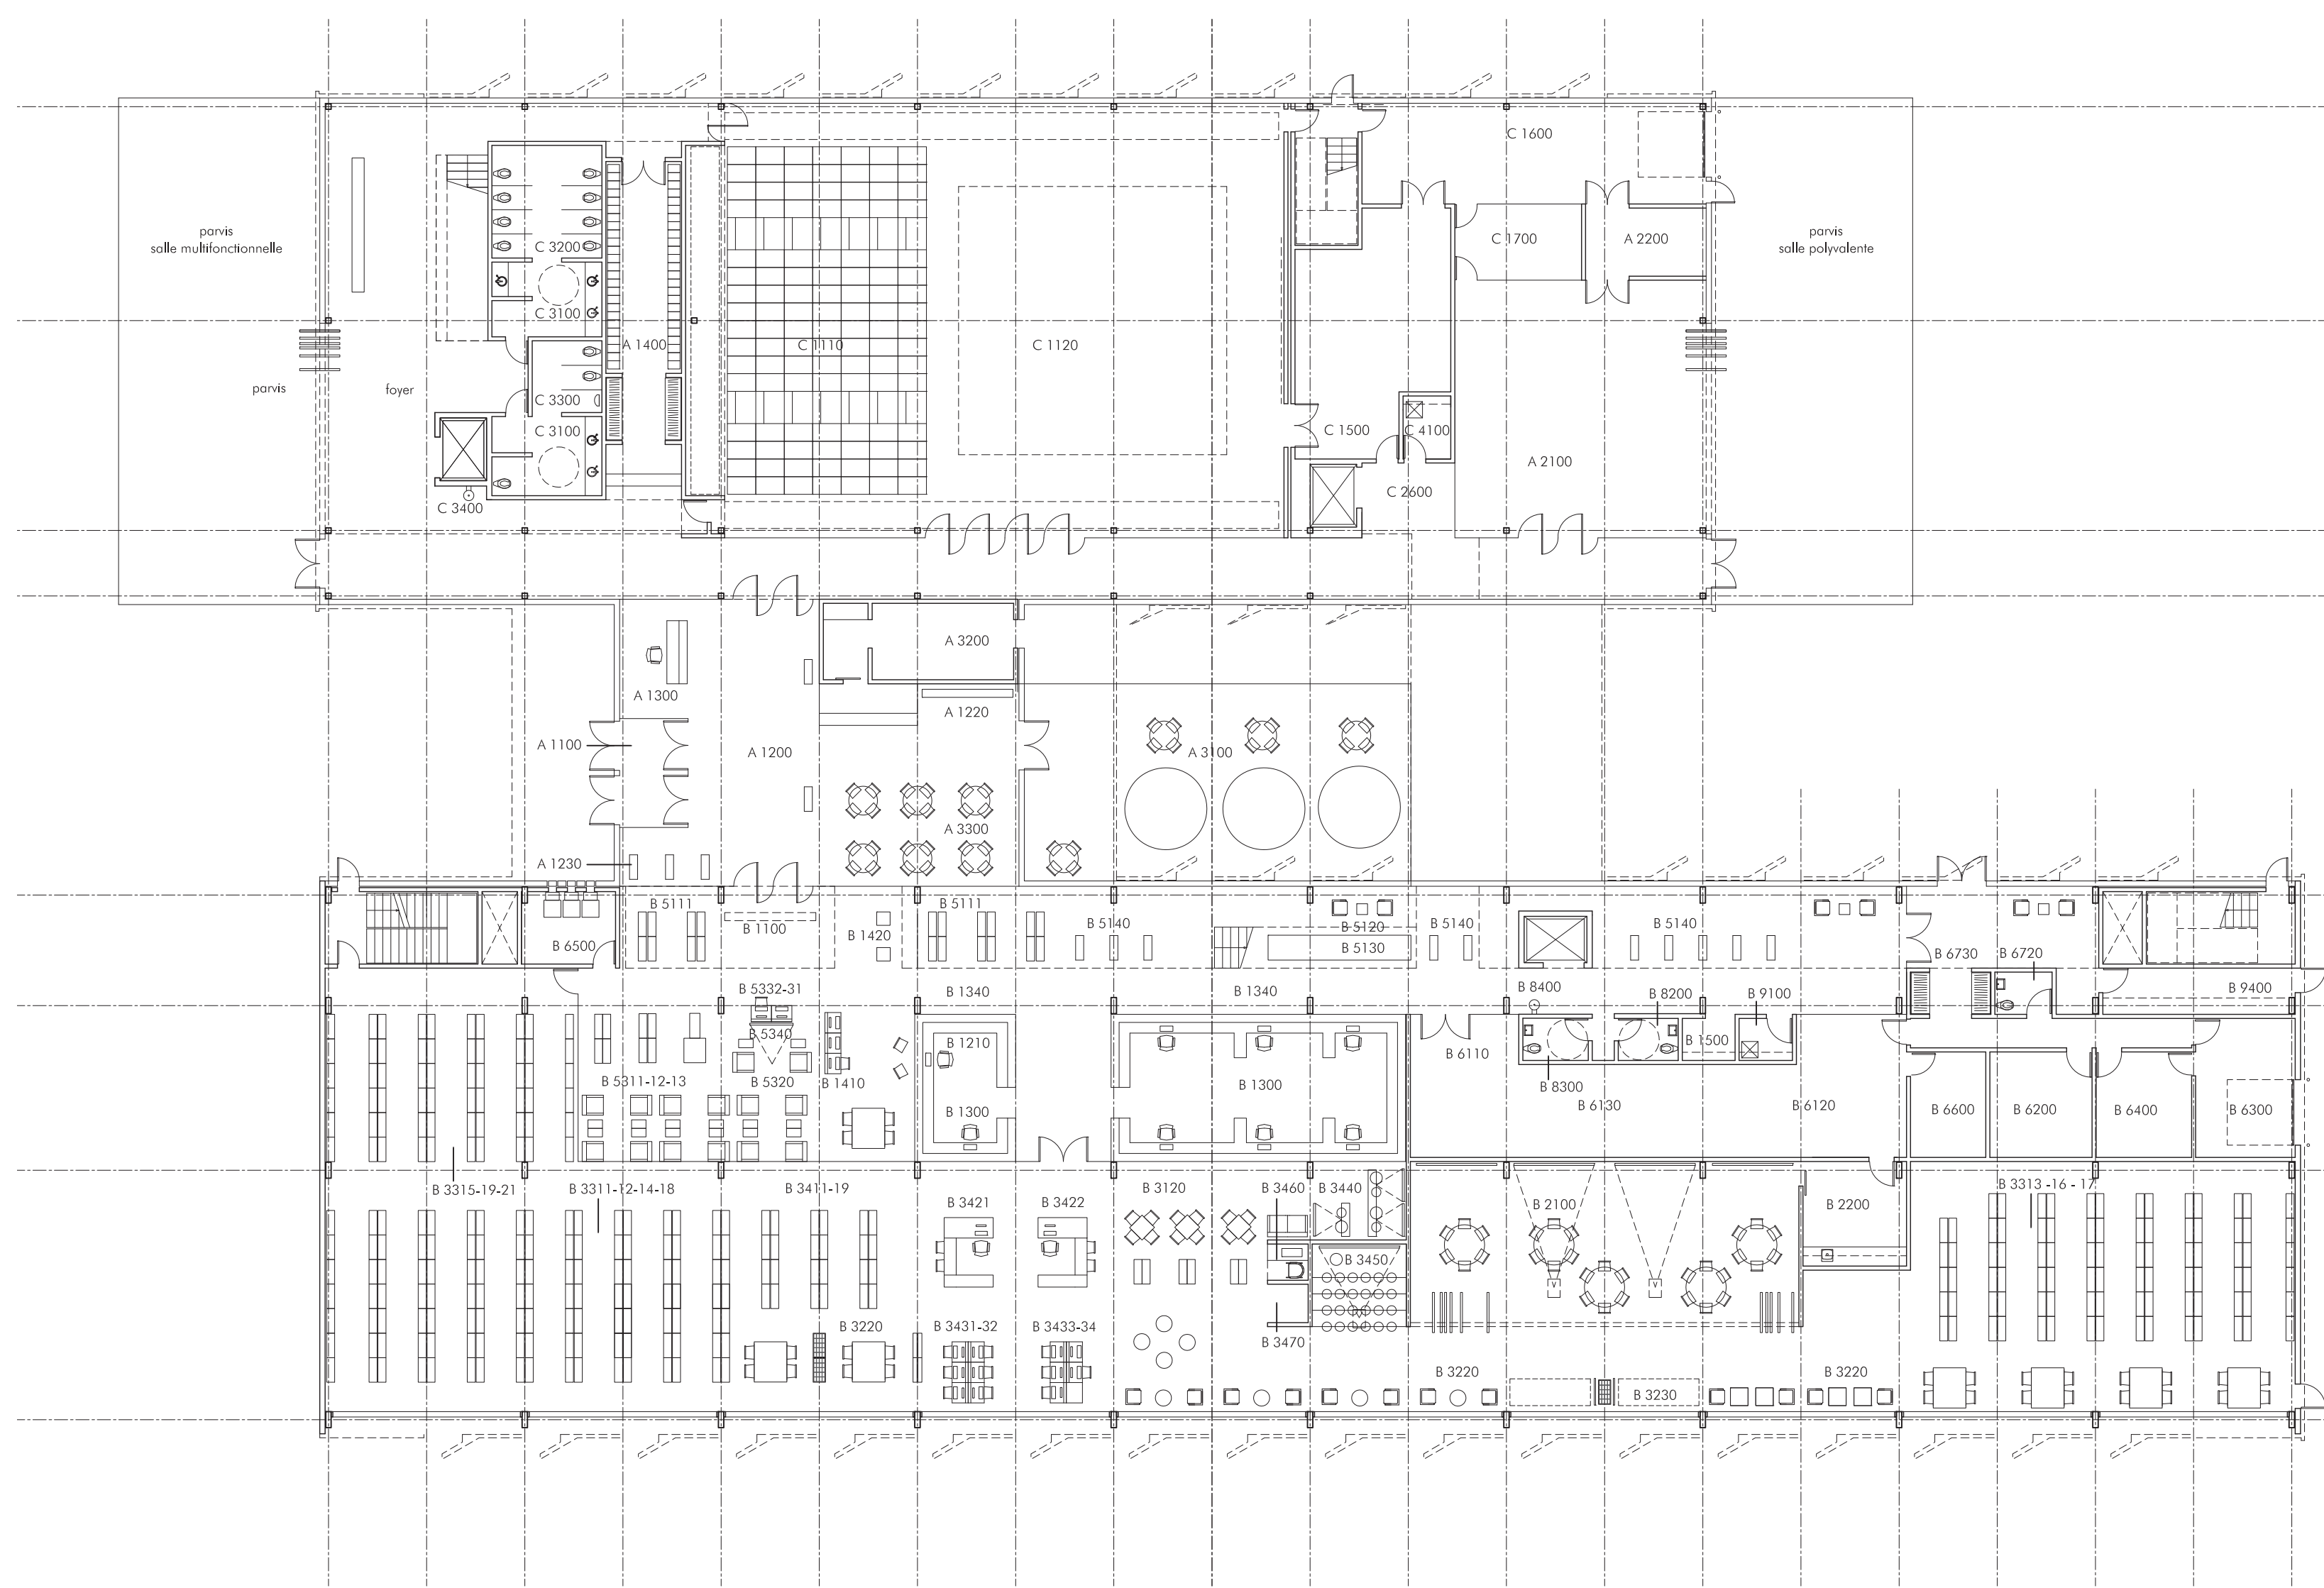 C 1600
parvis
salle multifonctionnelle
C 3200
C 1700
A 2200
parvis
salle polyvalente
C 3100
A 1400
C 1110
C 1120
parvis
foyer
C 3300
C 3100
C 1500
C 4100
A 2100
C 2600
C 3400
A 3200
A 1300
A 1220
A 1100
A 1200
A 3100
A 3300
A 1230
B 5111
B 5111
B 1100
B 1420
B 5140
B 5120
B 5140
B 5140
B 6500
B 5130
B 6730
B 6720
B 5332-31
B 1340
B 1340
B 8400
B 8200
B 9100
B 9400
B 5340
B 1210
B 1500
B 6110
B 5311-12-13
B 5320
B 1410
B 1300
B 8300
B 1300
B 6130
B 6120
B 6600
B 6200
B 6400
B 6300
B 3315-19-21
B 3311-12-14-18
B 3411-19
B 3421
B 3422
B 3120
B 3460
B 3440
B 2100
B 2200
B 3313 -16 - 17
B 3450
B 3220
B 3431-32
B 3433-34
B 3470
B 3220
B 3230
B 3220